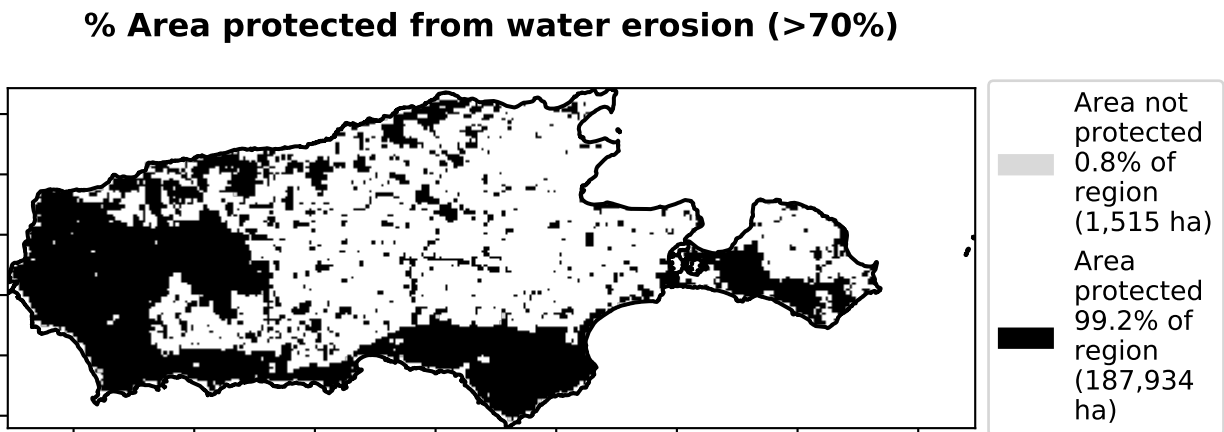 % Area protected from water erosion (>70%)
Area not
protected
0.8% of
region
(1,515 ha)
Area
protected
99.2% of
region
(187,934
ha)